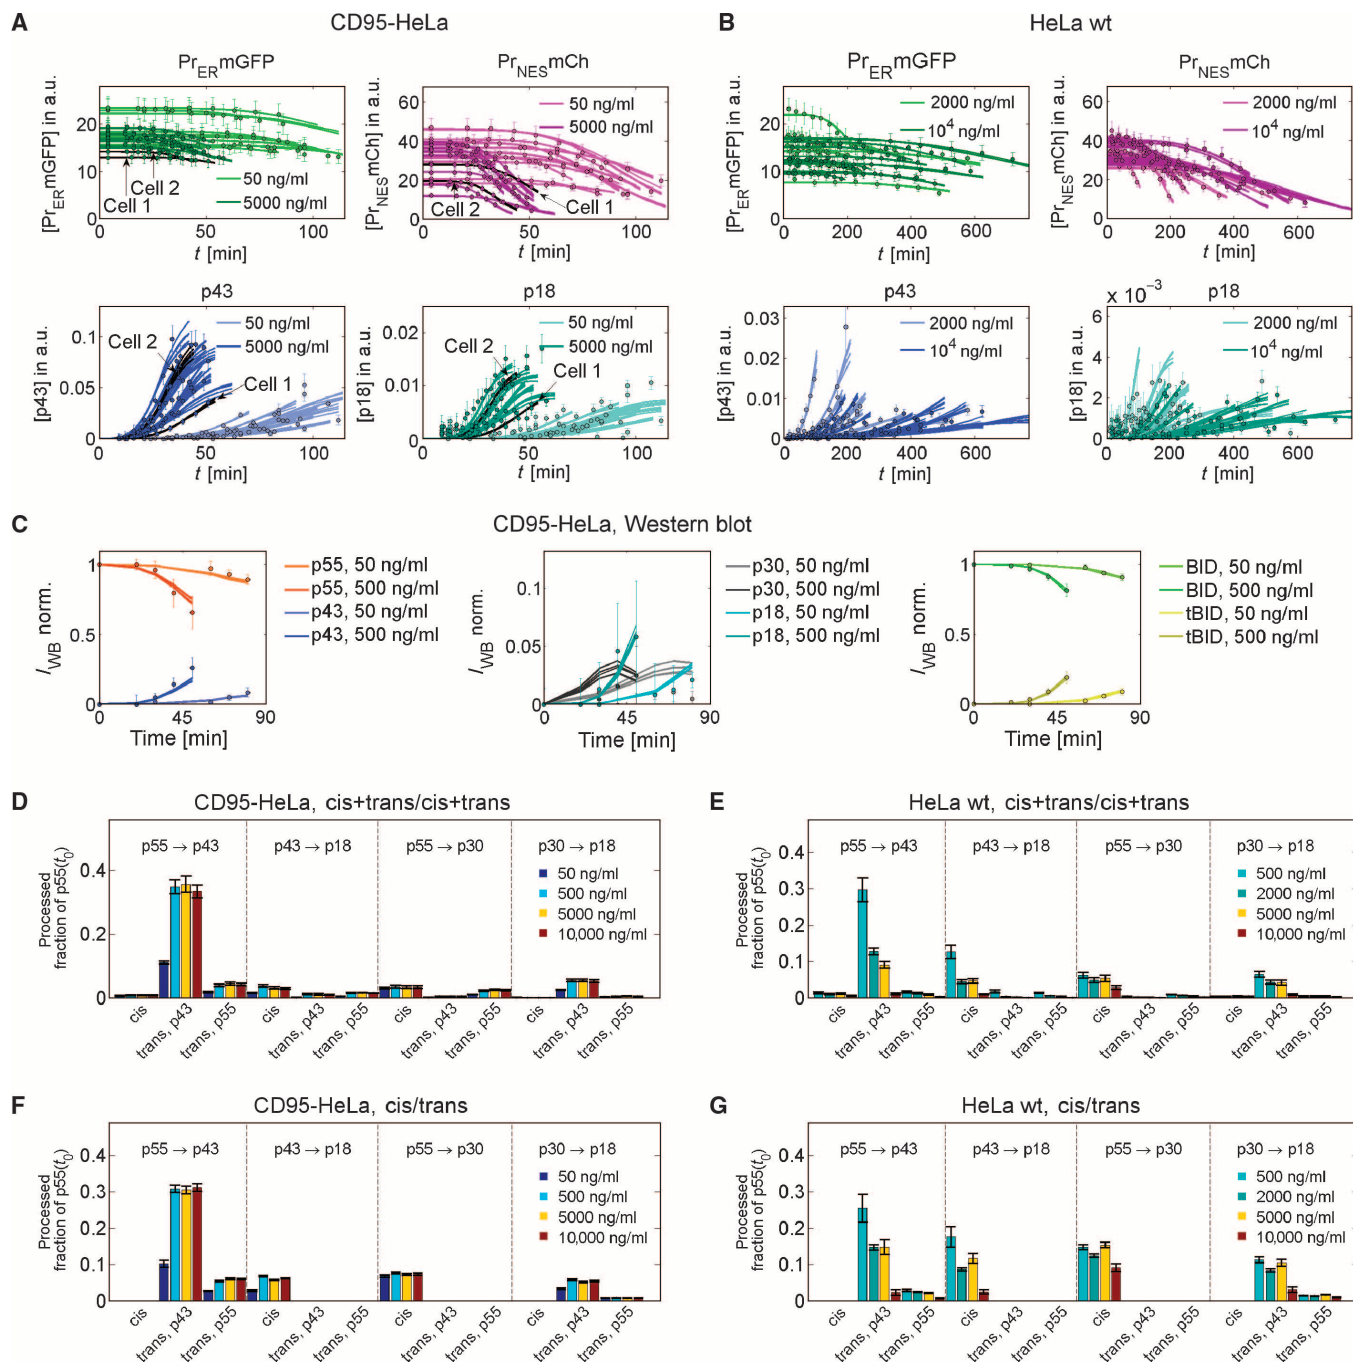 A
CD95-HeLa
Pr_ER mGFP
[Pr_ER mGFP] in a.u.
20
10
0
0
50
100
t [min]
Cell 2
Cell 1
50 ng/ml
5000 ng/ml
Pr_NES mCh
[Pr_NES mCh] in a.u.
60
40
20
0
0
50
100
t [min]
50 ng/ml
5000 ng/ml
Cell 2
Cell 1
p43
[p43] in a.u.
0.1
0.05
0
0
50
100
t [min]
Cell 2
Cell 1
50 ng/ml
5000 ng/ml
p18
[p18] in a.u.
0.02
0.01
0
0
50
100
t [min]
Cell 2
Cell 1
50 ng/ml
5000 ng/ml
B
HeLa wt
Pr_ER mGFP
[Pr_ER mGFP] in a.u.
20
10
0
200
400
600
t [min]
2000 ng/ml
10^4 ng/ml
Pr_NES mCh
[Pr_NES mCh] in a.u.
60
40
20
0
0
200
400
600
t [min]
2000 ng/ml
10^4 ng/ml
p43
[p43] in a.u.
0.03
0.02
0.01
0
0
200
400
600
t [min]
2000 ng/ml
10^4 ng/ml
x 10^−3
p18
[p18] in a.u.
6
4
2
0
0
200
400
600
t [min]
2000 ng/ml
10^4 ng/ml
C
CD95-HeLa, Western blot
I_WB norm.
1
0.5
0
0
45
90
Time [min]
p55, 50 ng/ml
p55, 500 ng/ml
p43, 50 ng/ml
p43, 500 ng/ml
I_WB norm.
0.1
0.05
0
0
45
90
Time [min]
p30, 50 ng/ml
p30, 500 ng/ml
p18, 50 ng/ml
p18, 500 ng/ml
I_WB norm.
1
0.5
0
0
45
90
Time [min]
BID, 50 ng/ml
BID, 500 ng/ml
tBID, 50 ng/ml
tBID, 500 ng/ml
D
CD95-HeLa, cis+trans/cis+trans
Processed
fraction of p55(t_0)
0.4
0.2
0
p55 → p43
p43 → p18
p55 → p30
p30 → p18
50 ng/ml
500 ng/ml
5000 ng/ml
10,000 ng/ml
cis
trans, p43
trans, p55
cis
trans, p43
trans, p55
cis
trans, p43
trans, p55
cis
trans, p43
trans, p55
E
HeLa wt, cis+trans/cis+trans
Processed
fraction of p55(t_0)
0.4
0.3
0.2
0.1
0
p55 → p43
p43 → p18
p55 → p30
p30 → p18
500 ng/ml
2000 ng/ml
5000 ng/ml
10,000 ng/ml
cis
trans, p43
trans, p55
cis
trans, p43
trans, p55
cis
trans, p43
trans, p55
cis
trans, p43
trans, p55
F
CD95-HeLa, cis/trans
Processed
fraction of p55(t_0)
0.4
0.3
0.2
0.1
0
p55 → p43
p43 → p18
p55 → p30
p30 → p18
50 ng/ml
500 ng/ml
5000 ng/ml
10,000 ng/ml
cis
trans, p43
trans, p55
cis
trans, p43
trans, p55
cis
trans, p43
trans, p55
cis
trans, p43
trans, p55
G
HeLa wt, cis/trans
Processed
fraction of p55(t_0)
0.4
0.3
0.2
0.1
0
p55 → p43
p43 → p18
p55 → p30
p30 → p18
500 ng/ml
2000 ng/ml
5000 ng/ml
10,000 ng/ml
cis
trans, p43
trans, p55
cis
trans, p43
trans, p55
cis
trans, p43
trans, p55
cis
trans, p43
trans, p55